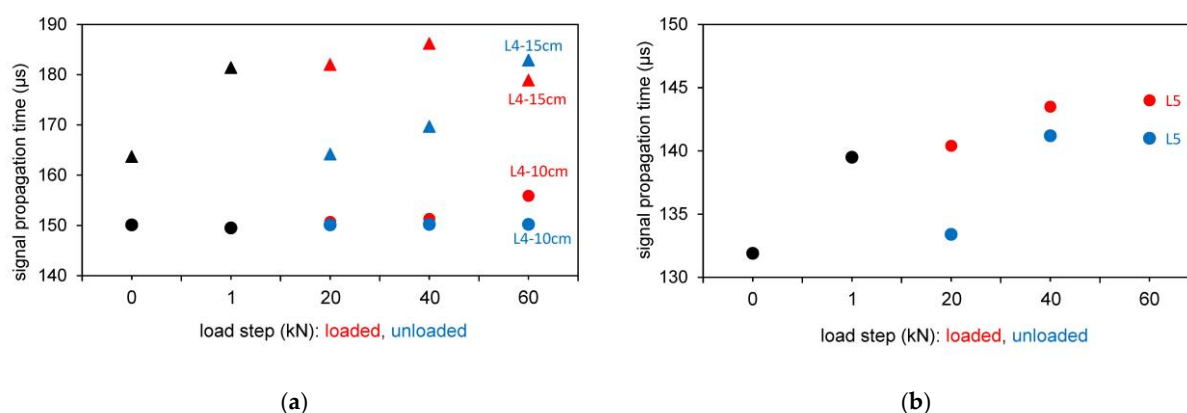 190
180
170
160
150
140
signal propagation time (μs)
L4-15cm
L4-15cm
L4-10cm
L4-10cm
0 1 20 40 60
load step (kN): loaded, unloaded
(a)
150
145
140
135
130
signal propagation time (μs)
L5
L5
0 1 20 40 60
load step (kN): loaded, unloaded
(b)